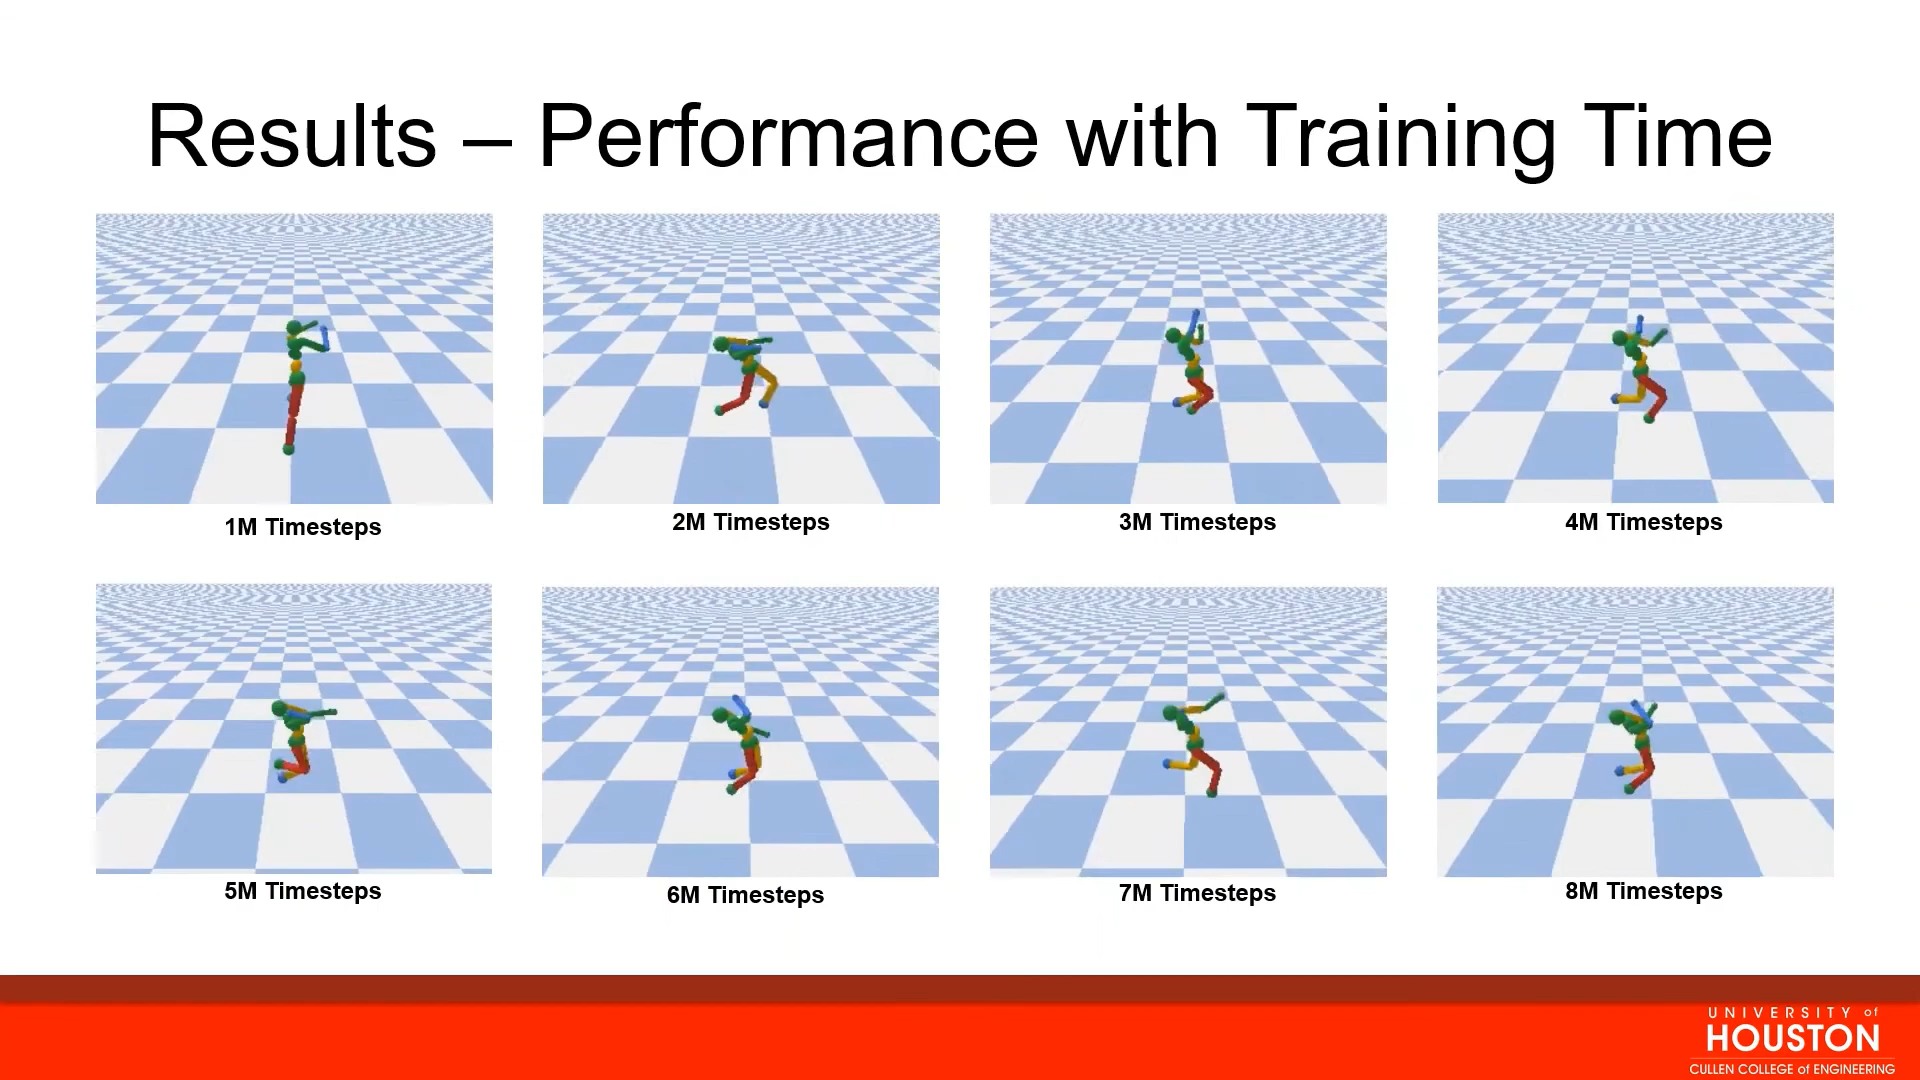 Results – Performance with Training Time
1M Timesteps
2M Timesteps
3M Timesteps
4M Timesteps
5M Timesteps
6M Timesteps
7M Timesteps
8M Timesteps
UNIVERSITY of
HOUSTON
CULLEN COLLEGE of ENGINEERING